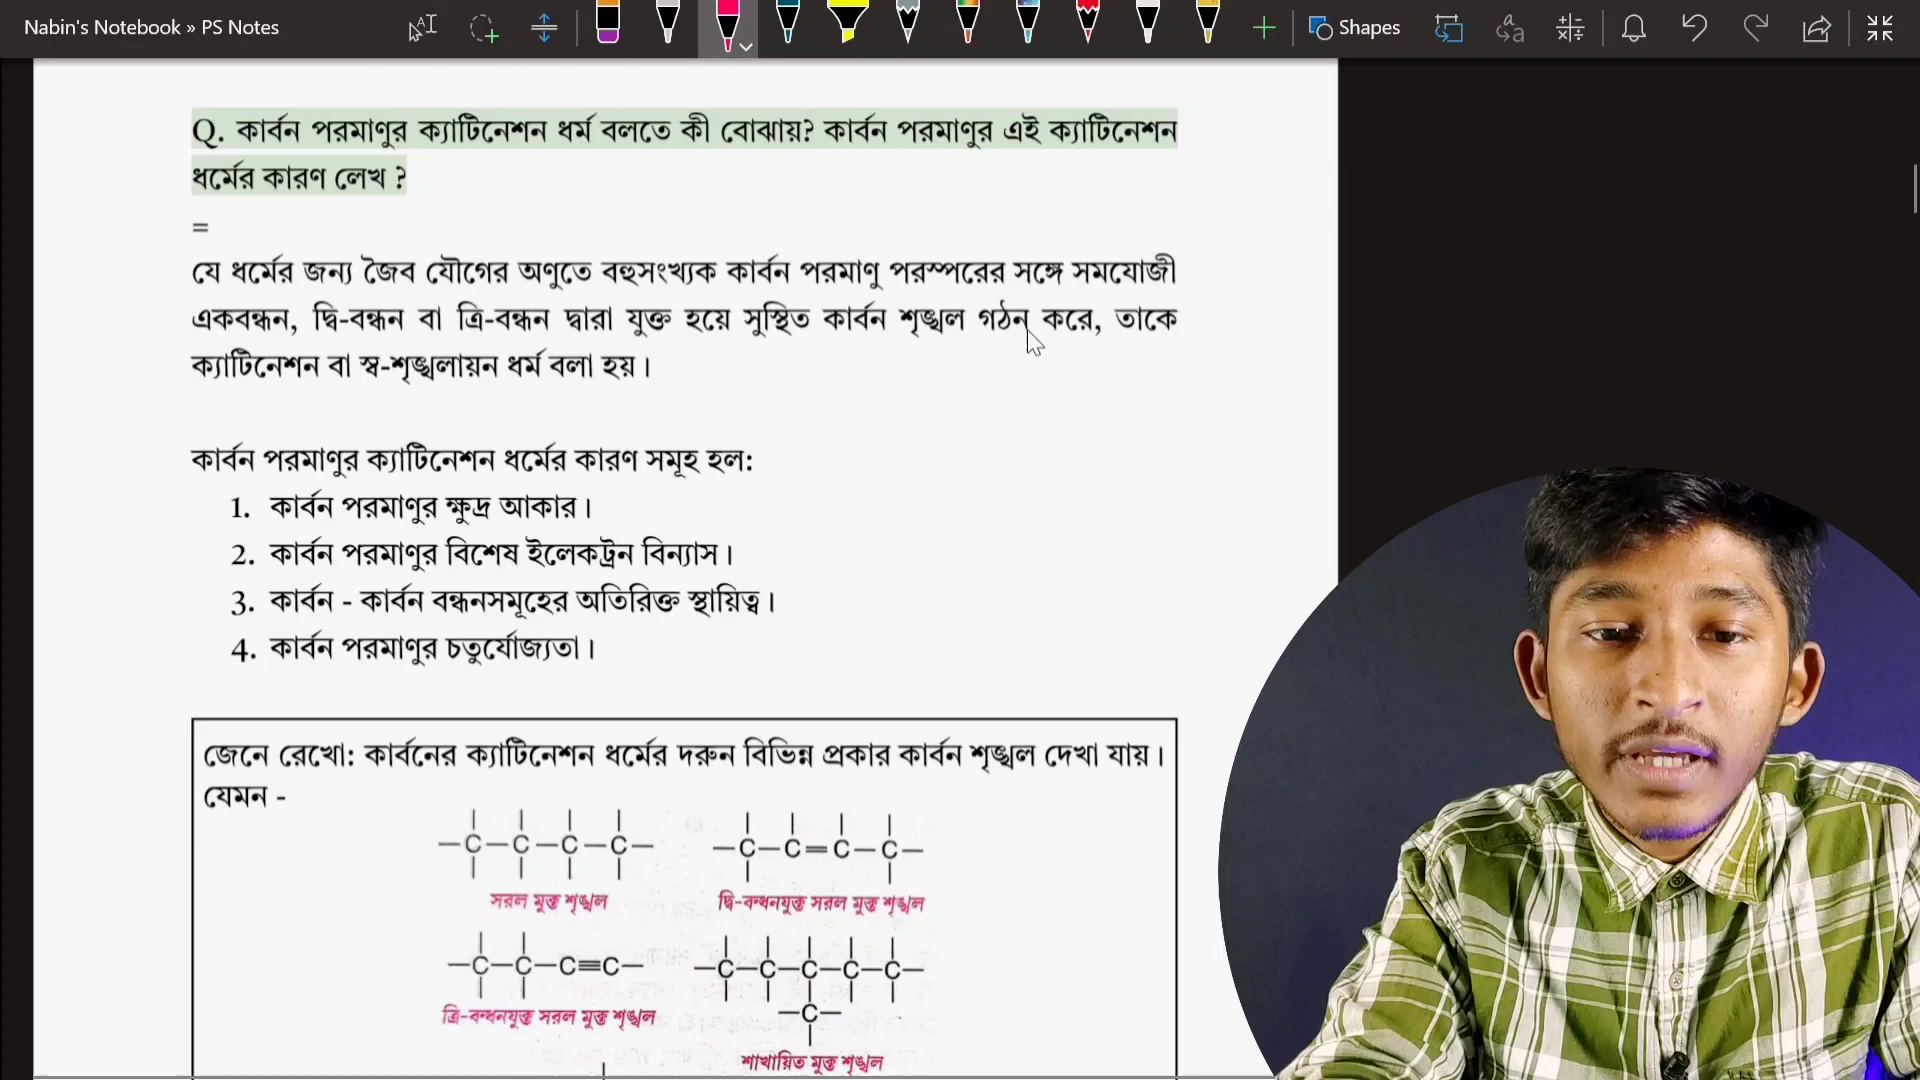 Nabin's Notebook » PS Notes
Shapes
Q. কার্বন পরমাণুর ক্যাটিনেশন ধর্ম বলতে কী বোঝায়? কার্বন পরমাণুর এই ক্যাটিনেশন
ধর্মের কারণ লেখ ?
=
যে ধর্মের জন্য জৈব যৌগের অণুতে বহুসংখ্যক কার্বন পরমাণু পরস্পরের সঙ্গে সমযোজী
একবন্ধন, দ্বি-বন্ধন বা ত্রি-বন্ধন দ্বারা যুক্ত হয়ে সুস্থিত কার্বন শৃঙ্খল গঠন করে, তাকে
ক্যাটিনেশন বা স্ব-শৃঙ্খলায়ন ধর্ম বলা হয়।
কার্বন পরমাণুর ক্যাটিনেশন ধর্মের কারণ সমূহ হল:
1. কার্বন পরমাণুর ক্ষুদ্র আকার।
2. কার্বন পরমাণুর বিশেষ ইলেকট্রন বিন্যাস।
3. কার্বন - কার্বন বন্ধনসমূহের অতিরিক্ত স্থায়িত্ব।
4. কার্বন পরমাণুর চতুর্যোজ্যতা।
জেনে রেখো: কার্বনের ক্যাটিনেশন ধর্মের দরুন বিভিন্ন প্রকার কার্বন শৃঙ্খল দেখা যায়।
যেমন -
—C—C—C—C— —C—C=C—C—
সরল মুক্ত শৃঙ্খল দ্বি-বন্ধনযুক্ত সরল মুক্ত শৃঙ্খল
—C—C—C≡C— —C—C—C—C—C—
—C—
ত্রি-বন্ধনযুক্ত সরল মুক্ত শৃঙ্খল
শাখায়িত মুক্ত শৃঙ্খল